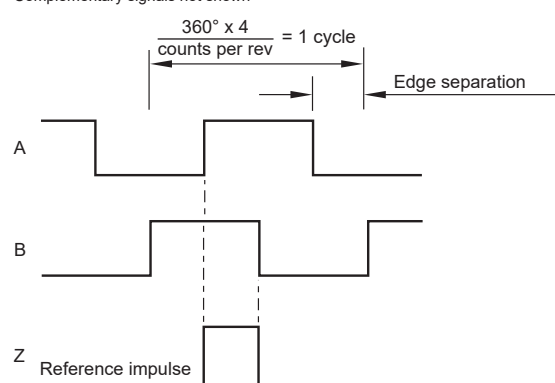 Complementary signals not shown
360° x 4
counts per rev
= 1 cycle
Edge separation
A
B
Z
Reference impulse